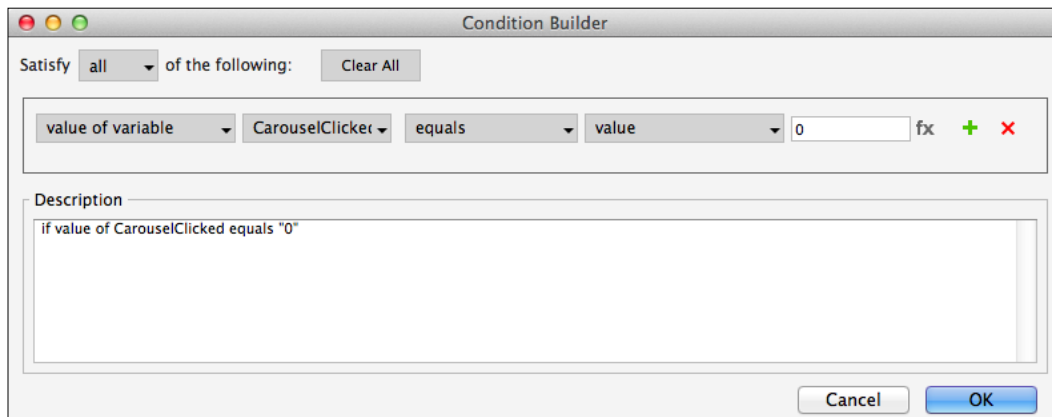 Condition Builder
Satisfy all of the following: Clear All
value of variable CarouselClicked equals value 0 fx
Description
if value of CarouselClicked equals "0"
Cancel OK